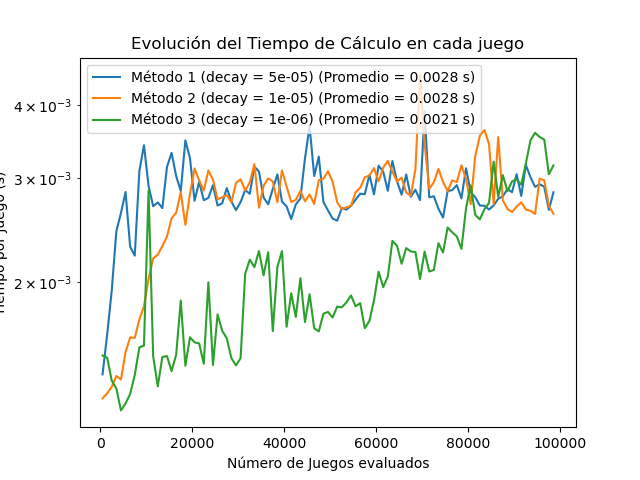 Evolución del Tiempo de Cálculo en cada juego
Método 1 (decay = 5e-05) (Promedio = 0.0028 s)
Método 2 (decay = 1e-05) (Promedio = 0.0028 s)
Método 3 (decay = 1e-06) (Promedio = 0.0021 s)
4 × 10⁻³
3 × 10⁻³
2 × 10⁻³
por juego (s)
0 20000 40000 60000 80000 100000
Número de Juegos evaluados